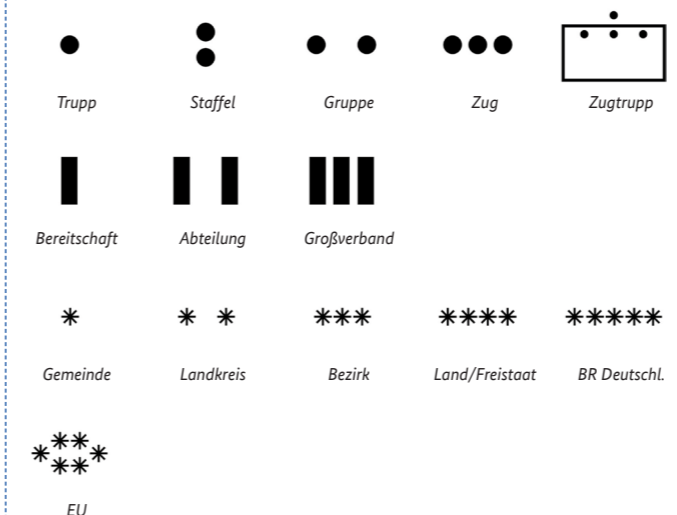 Trupp Staffel Gruppe Zug Zugtrupp
Bereitschaft Abteilung Großverband
Gemeinde Landkreis Bezirk Land/Freistaat BR Deutschl.
EU